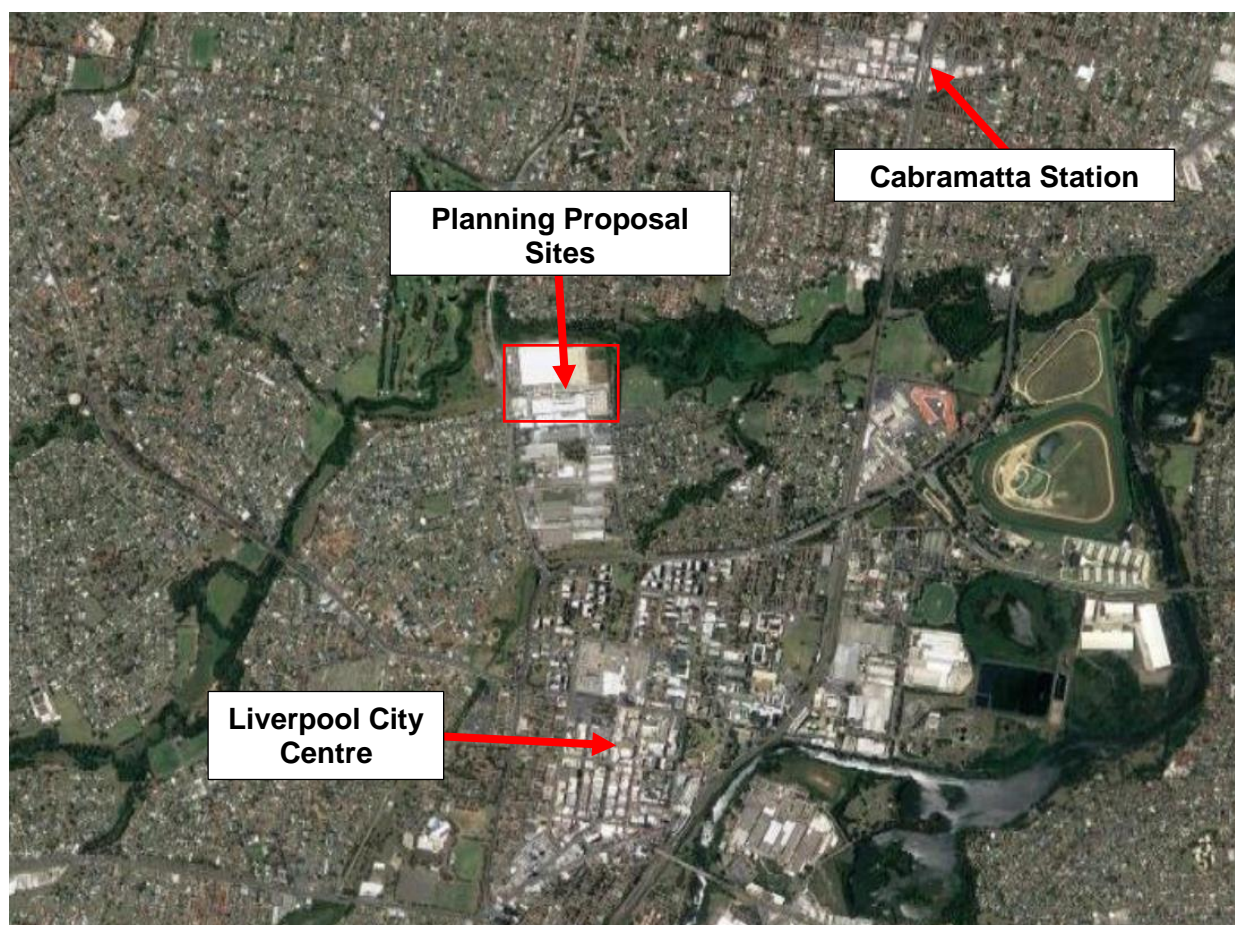 Cabramatta Station
Planning Proposal
Sites
Liverpool City
Centre